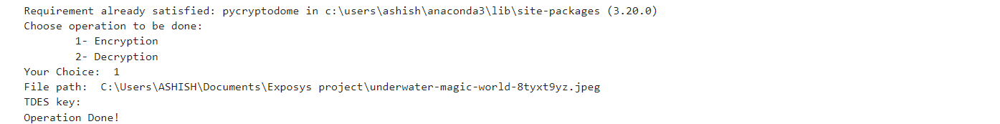 Requirement already satisfied: pycryptodome in c:\users\ashish\anaconda3\lib\site-packages (3.20.0)
Choose operation to be done:
        1- Encryption
        2- Decryption
Your Choice:  1
File path:  C:\Users\ASHISH\Documents\Exposys project\underwater-magic-world-8tyxt9yz.jpeg
TDES key:
Operation Done!